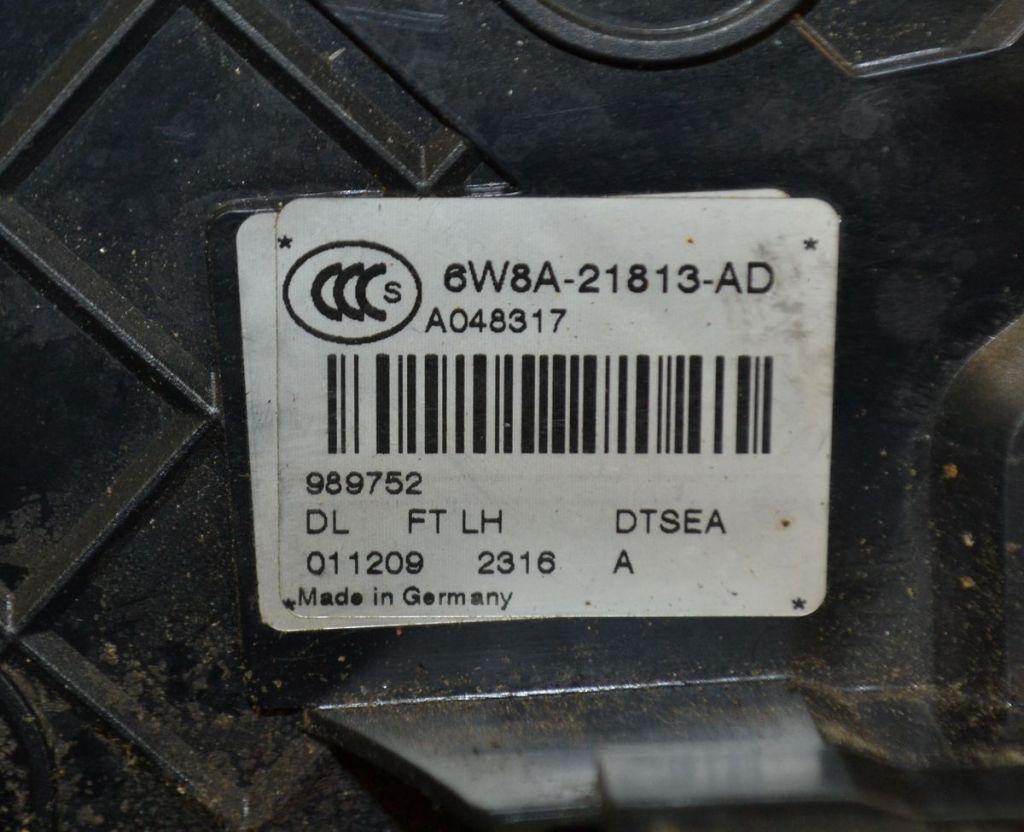 CCC S
6W8A-21813-AD
A048317
989752
DL FT LH DTSEA
011209 2316 A
Made in Germany